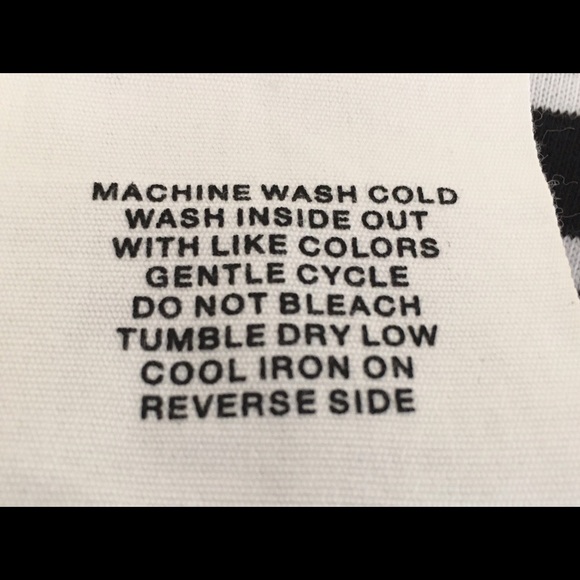 MACHINE WASH COLD
WASH INSIDE OUT
WITH LIKE COLORS
GENTLE CYCLE
DO NOT BLEACH
TUMBLE DRY LOW
COOL IRON ON
REVERSE SIDE